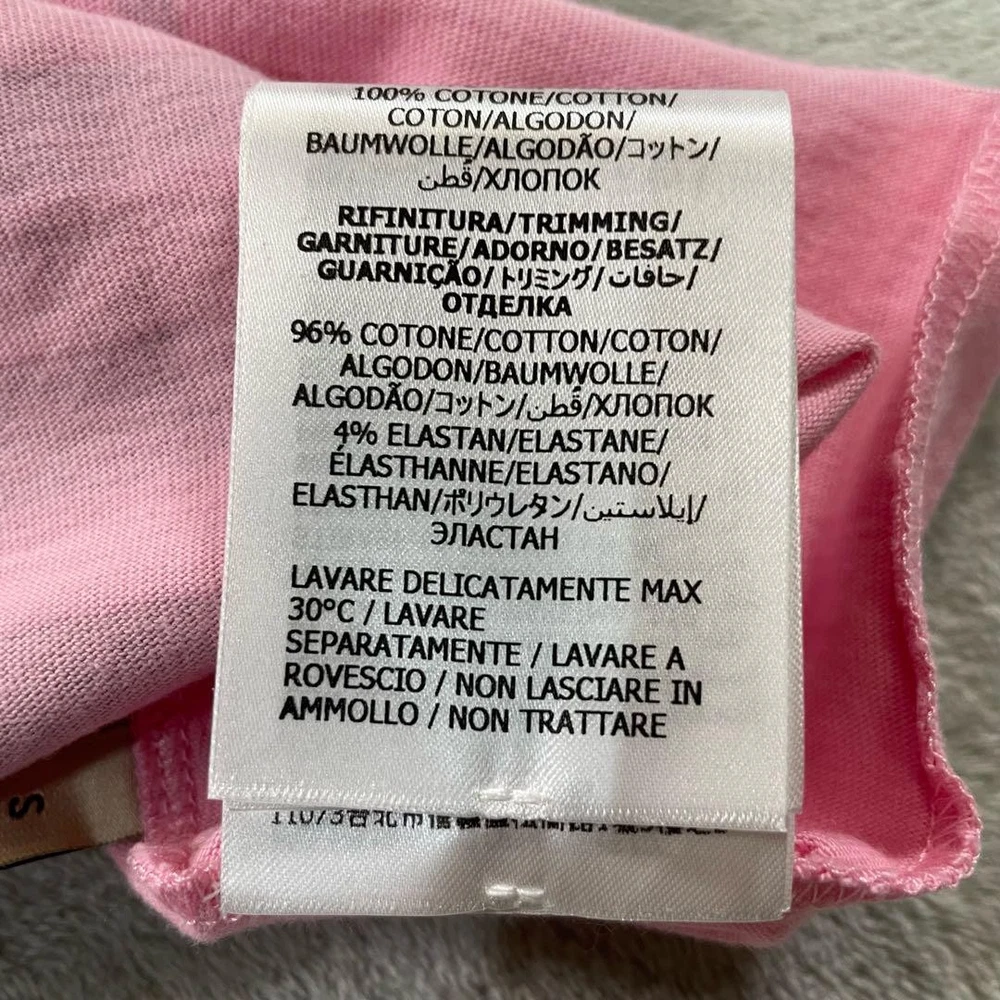 100% COTONE/COTTON/
COTON/ALGODON/
BAUMWOLLE/ALGODÃO/コットン/
قُطن/ХЛОПОК
RIFINITURA/TRIMMING/
GARNITURE/ADORNO/BESATZ/
GUARNIÇÃO/トリミング/حافات/
ОТДЕЛКА
96% COTONE/COTTON/COTON/
ALGODON/BAUMWOLLE/
ALGODÃO/コットン/قُطن/ХЛОПОК
4% ELASTAN/ELASTANE/
ÉLASTHANNE/ELASTANO/
ELASTHAN/ポリウレタン/إيلاستين/
ЭЛАСТАН
LAVARE DELICATAMENTE MAX
30°C / LAVARE
SEPARATAMENTE / LAVARE A
ROVESCIO / NON LASCIARE IN
AMMOLLO / NON TRATTARE
S